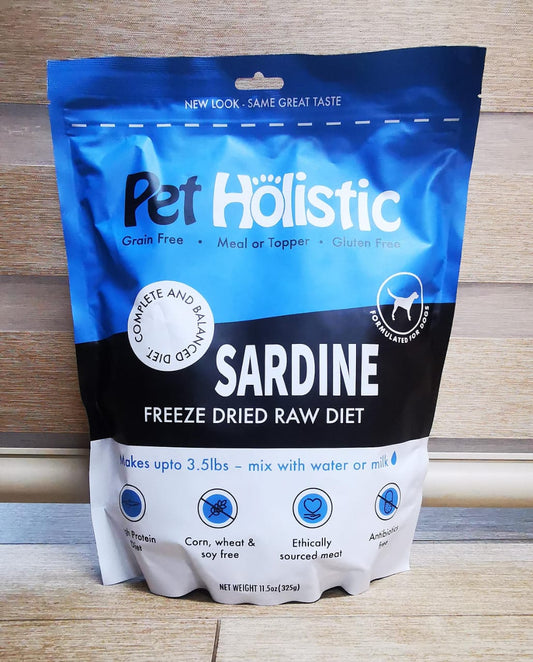 NEW LOOK - SAME GREAT TASTE
Pet Holistic
Grain Free • Meal or Topper • Gluten Free
COMPLETE AND BALANCED DIET.
FORMULATED FOR DOGS
SARDINE
FREEZE DRIED RAW DIET
Makes upto 3.5lbs – mix with water or milk
Protein
Corn, wheat &
soy free
Ethically
sourced meat
Antibiotics
Free
NET WEIGHT 11.5oz(325g)